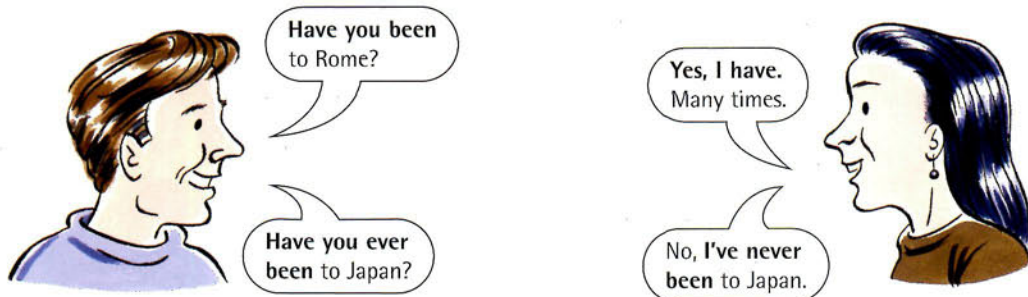 Have you been
to Rome?
Yes, I have.
Many times.
Have you ever
been to Japan?
No, I've never
been to Japan.